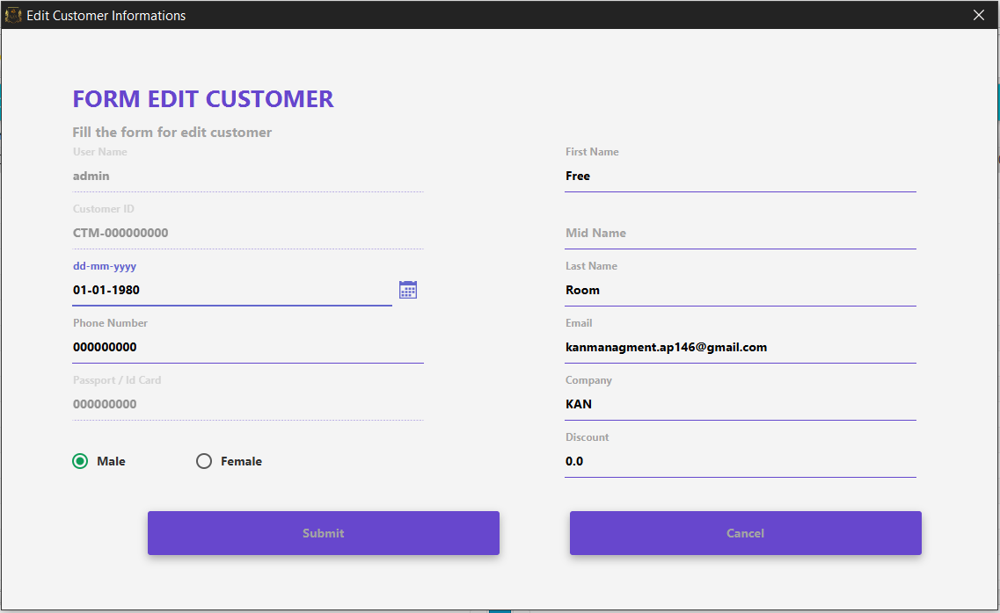 Edit Customer Informations
FORM EDIT CUSTOMER
Fill the form for edit customer
User Name
admin
Customer ID
CTM-000000000
dd-mm-yyyy
01-01-1980
Phone Number
000000000
Passport / Id Card
000000000
Male
Female
First Name
Free
Mid Name
Last Name
Room
Email
kanmanagment.ap146@gmail.com
Company
KAN
Discount
0.0
Submit
Cancel